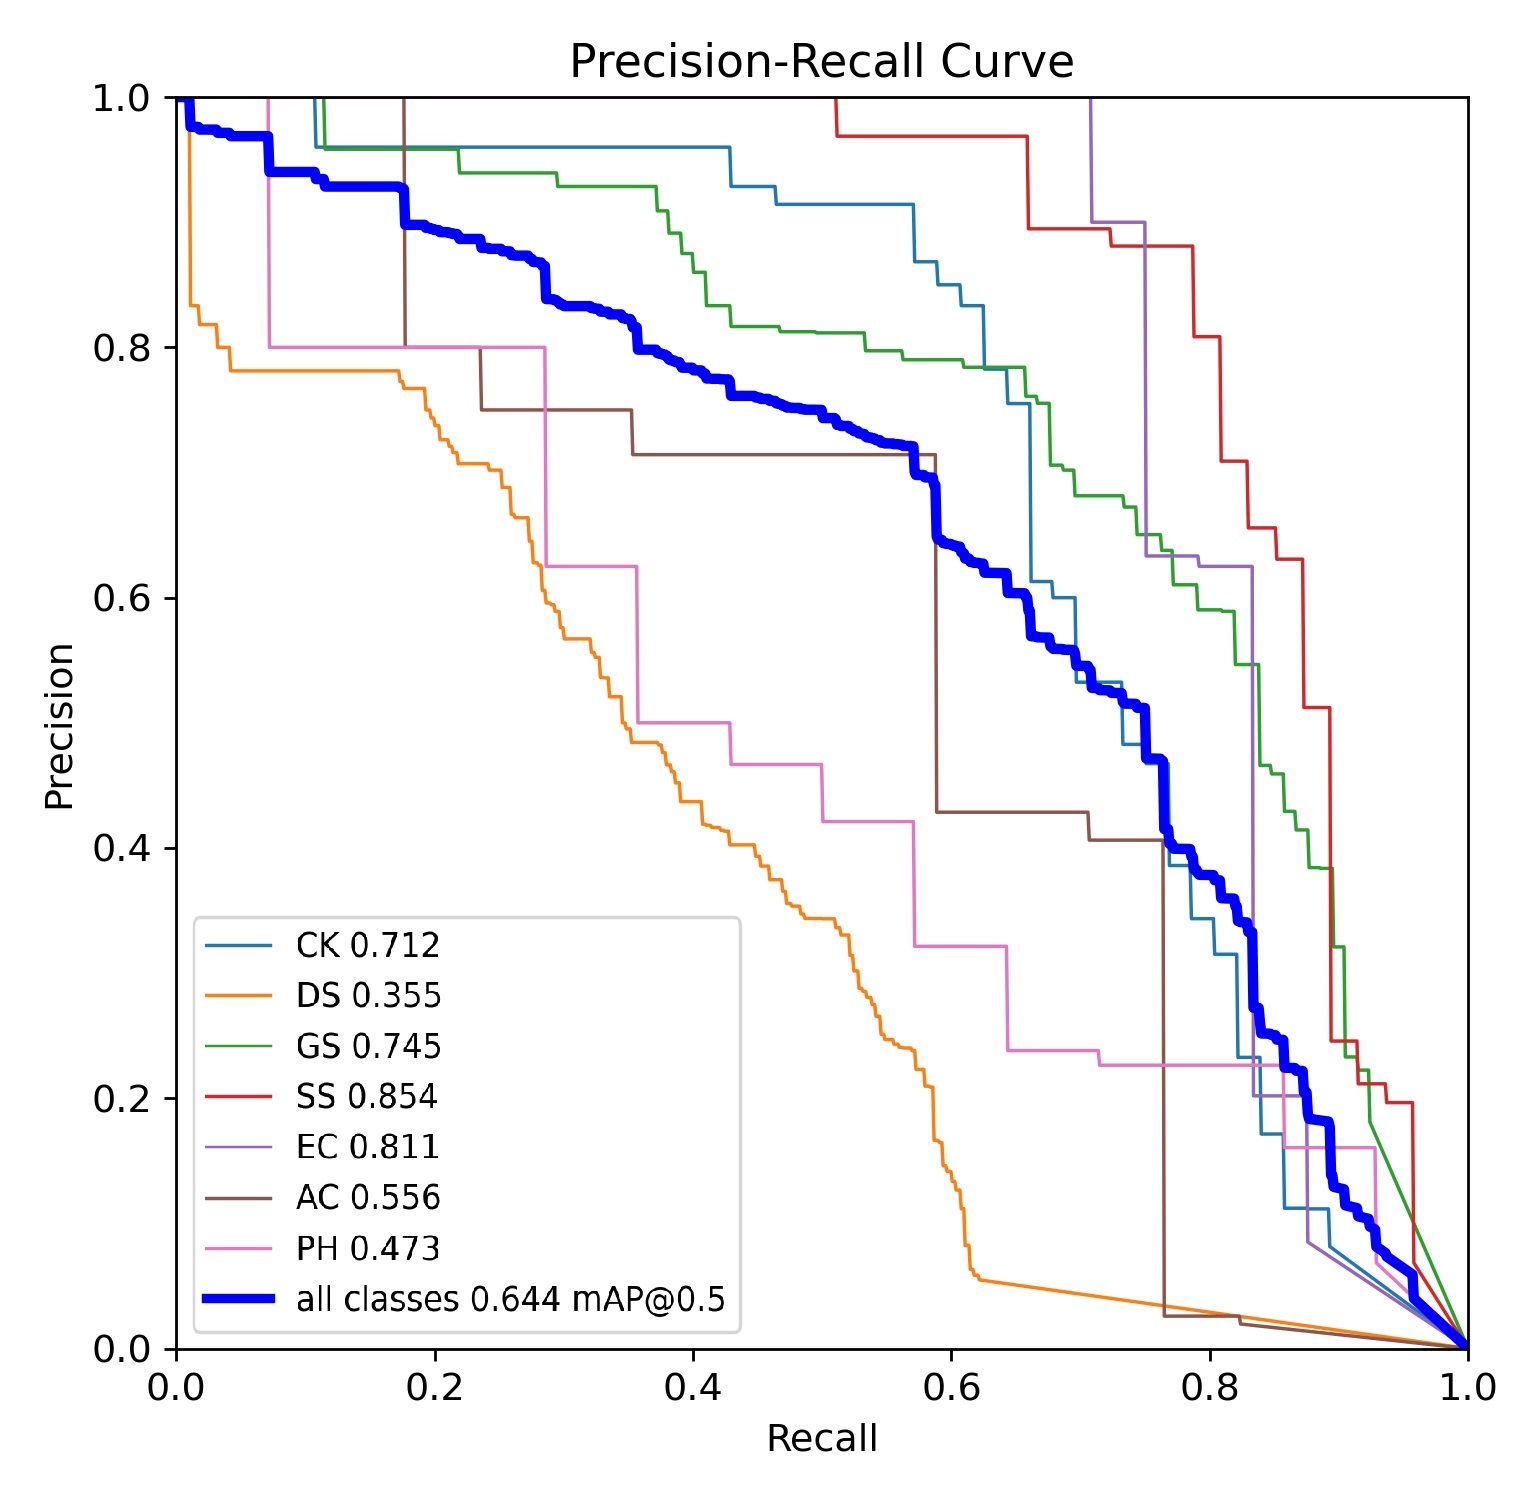 Precision-Recall Curve
1.0
0.8
0.6
0.4
0.2
0.0
Precision
CK 0.712
DS 0.355
GS 0.745
SS 0.854
EC 0.811
AC 0.556
PH 0.473
all classes 0.644 mAP@0.5
0.0 0.2 0.4 0.6 0.8 1.0
Recall